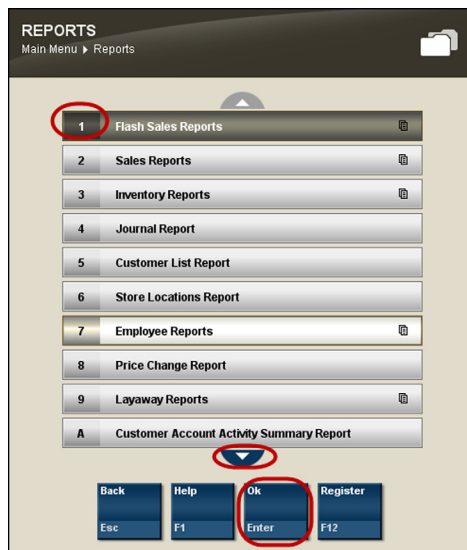 REPORTS
Main Menu ▶ Reports
1 Flash Sales Reports
2 Sales Reports
3 Inventory Reports
4 Journal Report
5 Customer List Report
6 Store Locations Report
7 Employee Reports
8 Price Change Report
9 Layaway Reports
A Customer Account Activity Summary Report
Back Help Ok Register
Esc F1 Enter F12